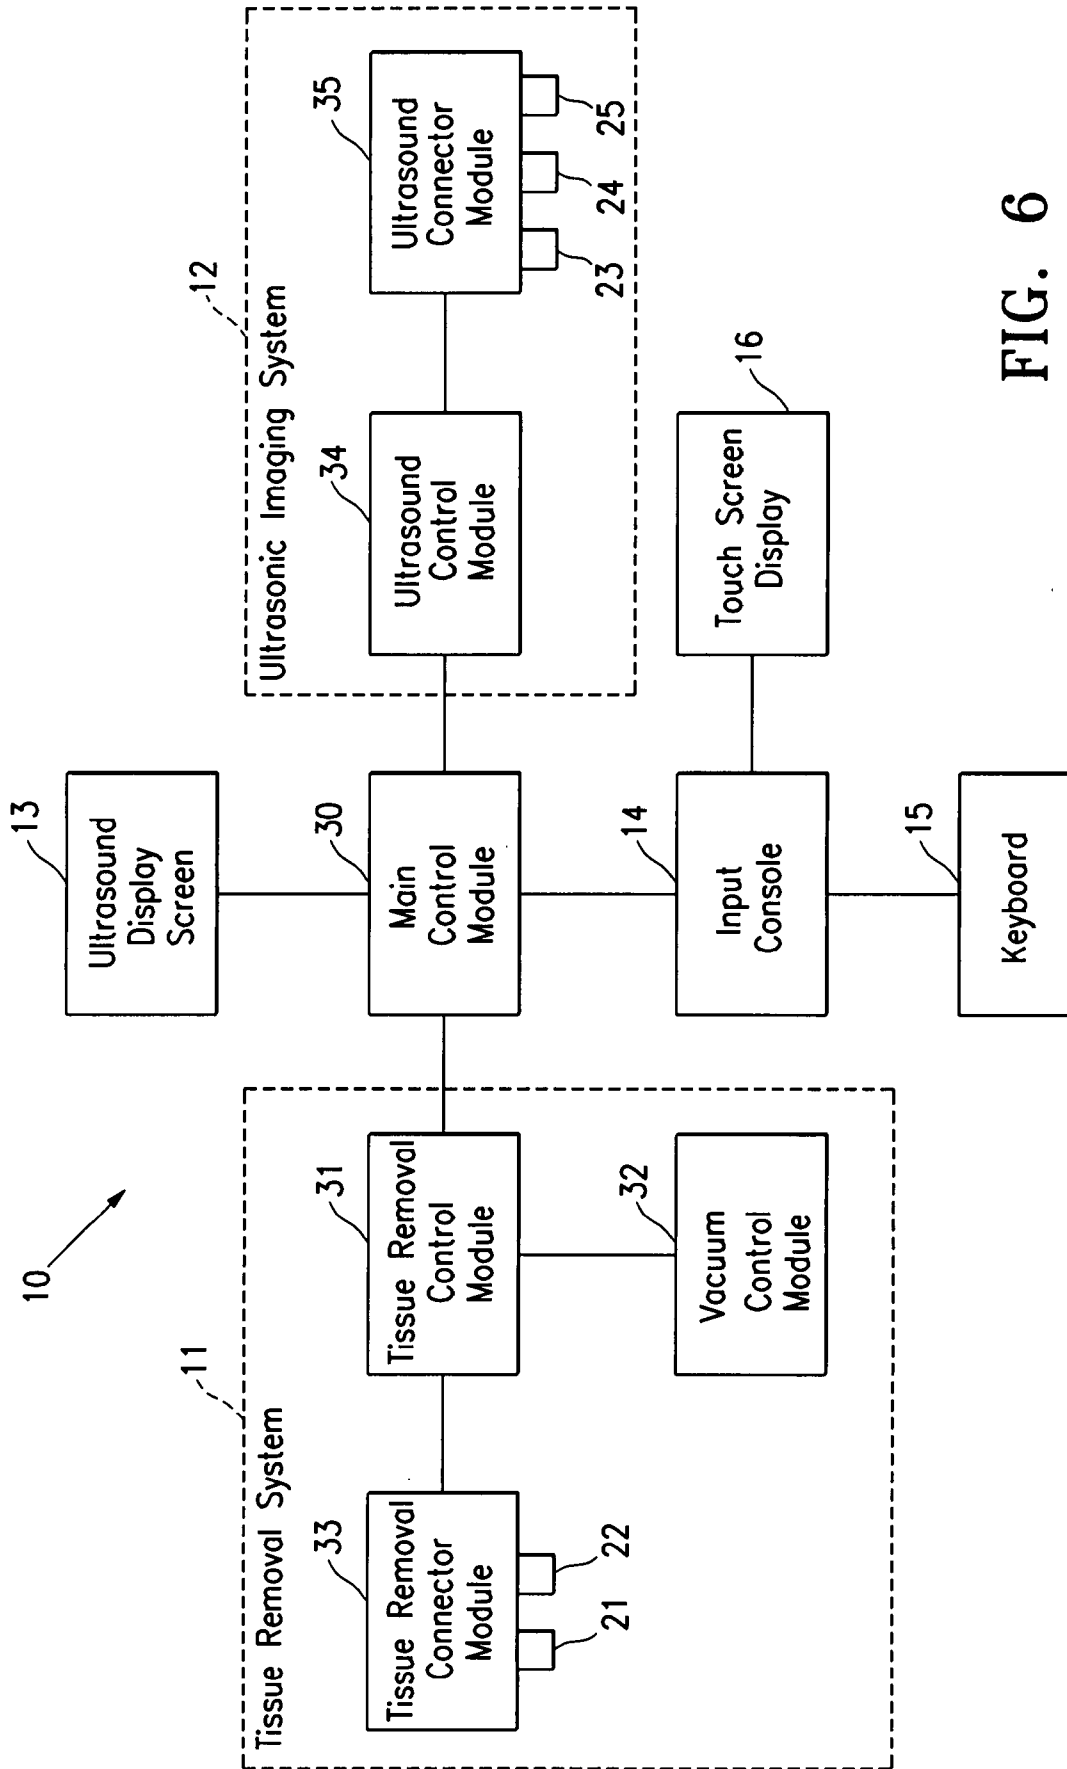 10
11
Tissue Removal System
33
Tissue Removal
Connector
Module
21
22
31
Tissue Removal
Control
Module
32
Vacuum
Control
Module
13
Ultrasound
Display
Screen
30
Main
Control
Module
14
Input
Console
15
Keyboard
12
Ultrasonic Imaging System
34
Ultrasound
Control
Module
35
Ultrasound
Connector
Module
23
24
25
16
Touch Screen
Display
FIG. 6